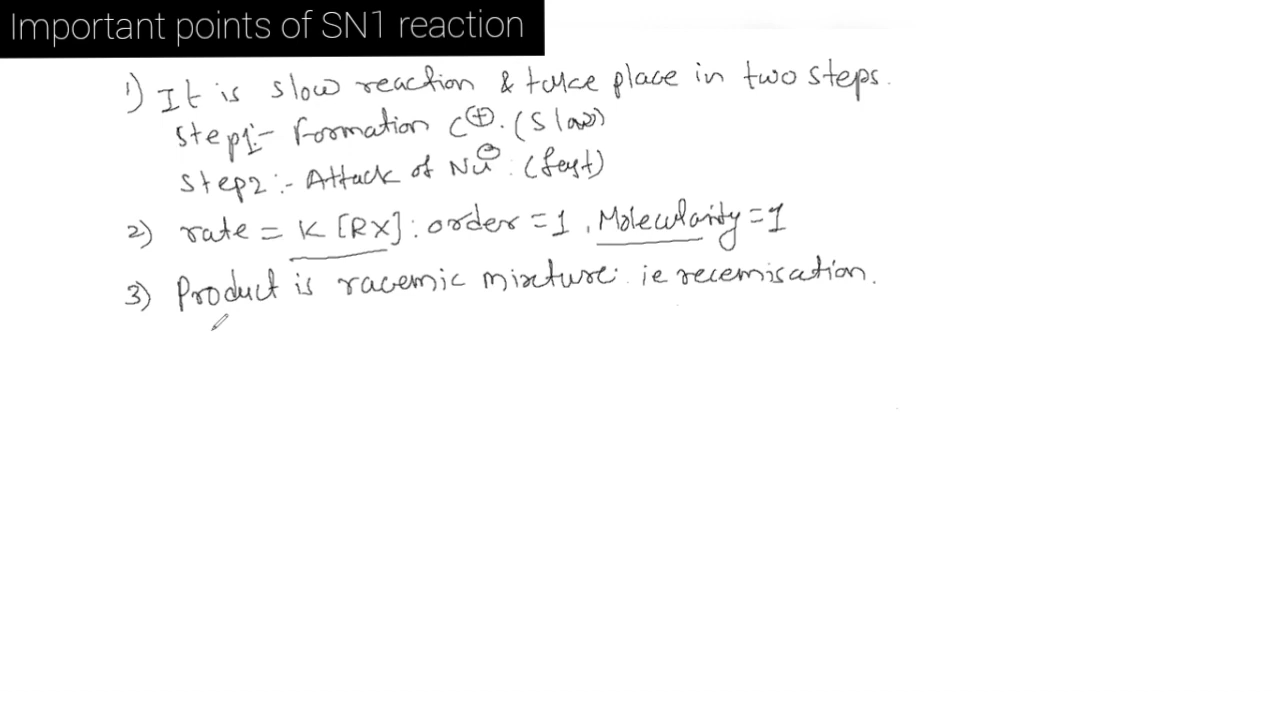 Important points of SN1 reaction
1) It is slow reaction & take place in two steps.
Step1:- Formation C⊕. (Slow)
Step2:- Attack of Nu⊖. (fast)
2) rate = K [RX]: order = 1, Molecularity = 1
3) Product is racemic mixture. ie recemisation.